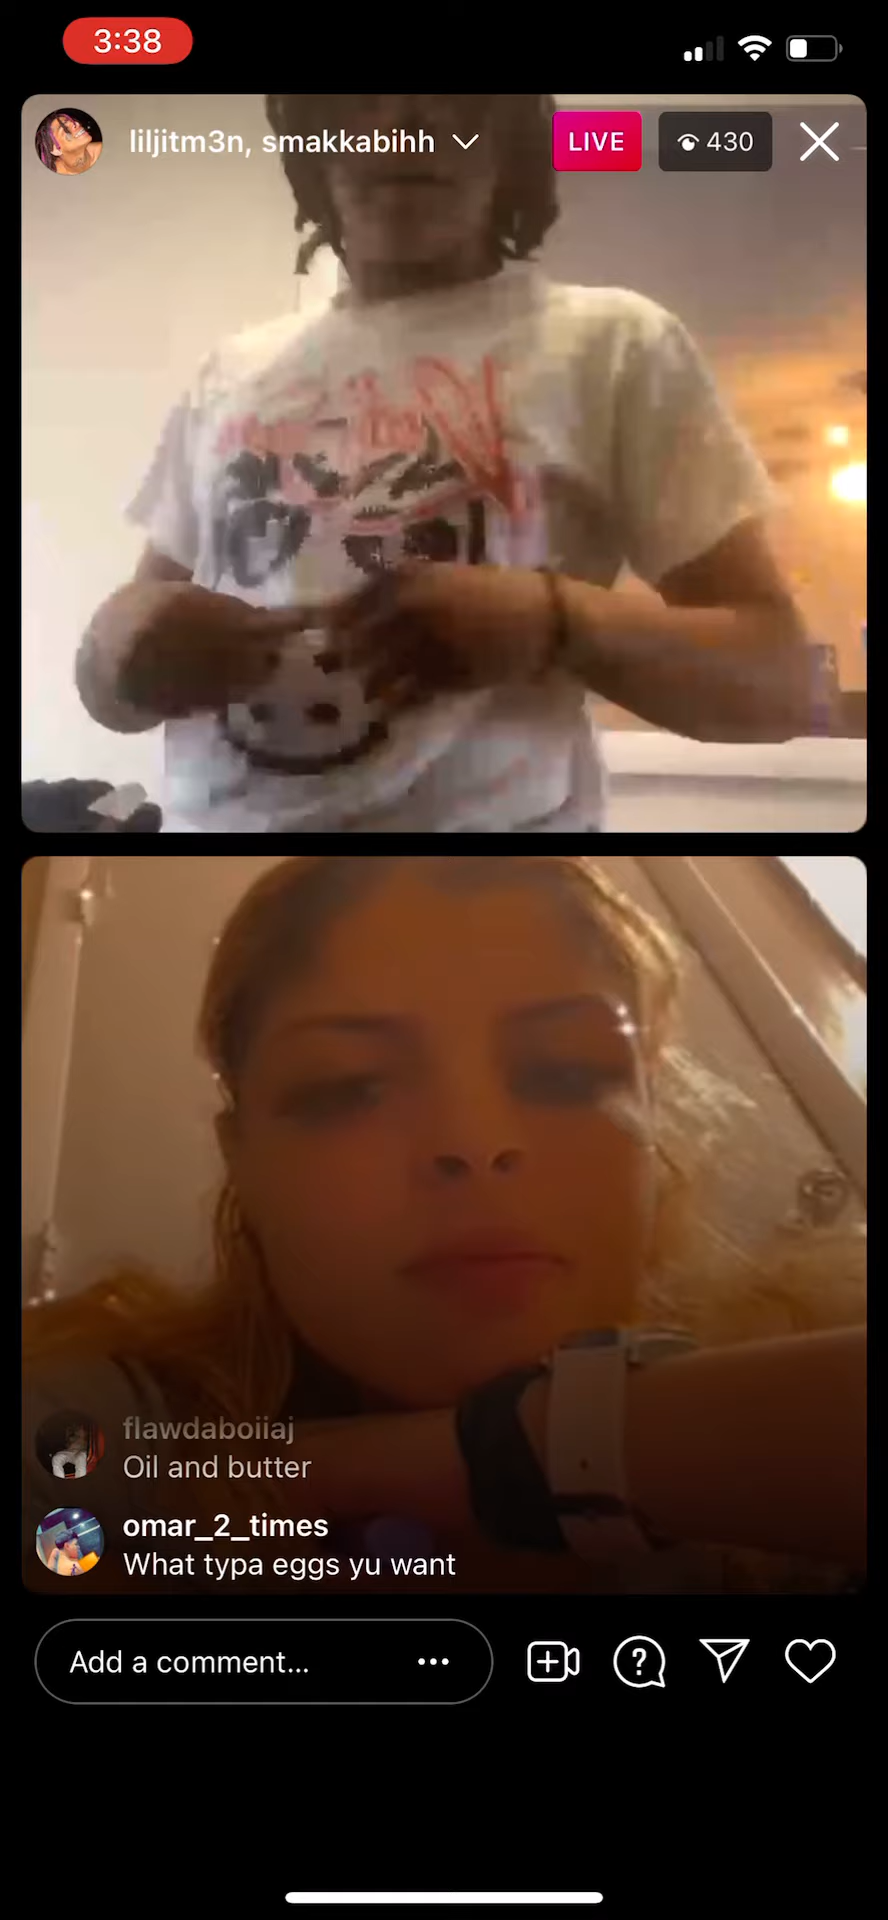 3:38
liljitm3n, smakkabihh
LIVE
430
flawdaboiiaj
Oil and butter
omar_2_times
What typa eggs yu want
Add a comment...